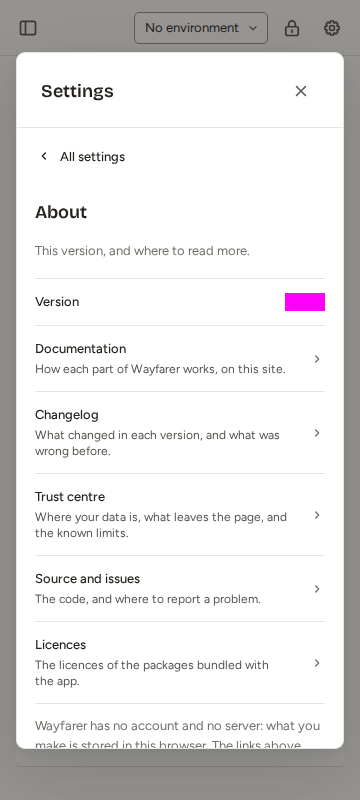 No environment
Settings
All settings
About
This version, and where to read more.
Version
Documentation
How each part of Wayfarer works, on this site.
Changelog
What changed in each version, and what was
wrong before.
Trust centre
Where your data is, what leaves the page, and
the known limits.
Source and issues
The code, and where to report a problem.
Licences
The licences of the packages bundled with
the app.
Wayfarer has no account and no server: what you
make is stored in this browser. The links above